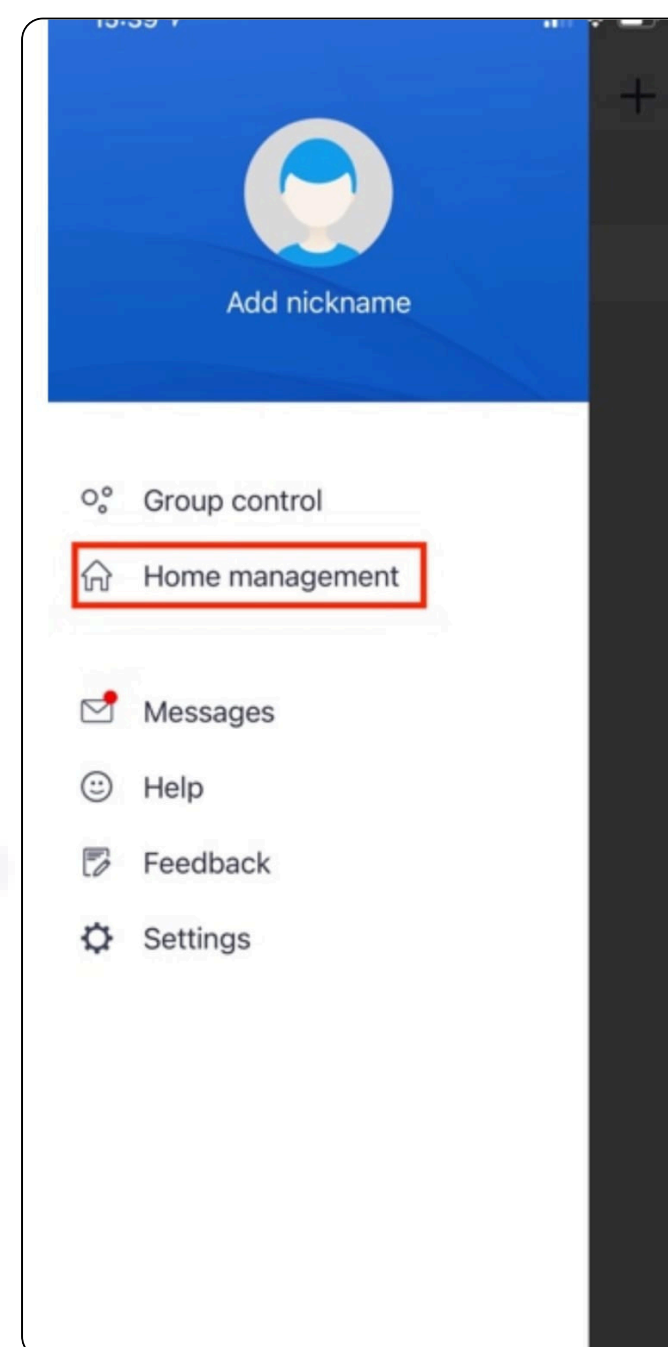 Add nickname
Group control
Home management
Messages
Help
Feedback
Settings